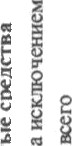 ые средства
а исключением
всего